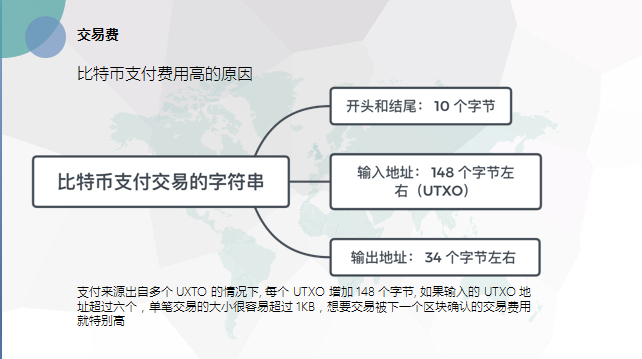 交易费
比特币支付费用高的原因
开头和结尾： 10 个字节
比特币支付交易的字符串
输入地址： 148 个字节左
右（UTXO）
输出地址： 34 个字节左右
支付来源出自多个 UXTO 的情况下, 每个 UTXO 增加 148 个字节, 如果输入的 UTXO 地
址超过六个，单笔交易的大小很容易超过 1KB，想要交易被下一个区块确认的交易费用
就特别高